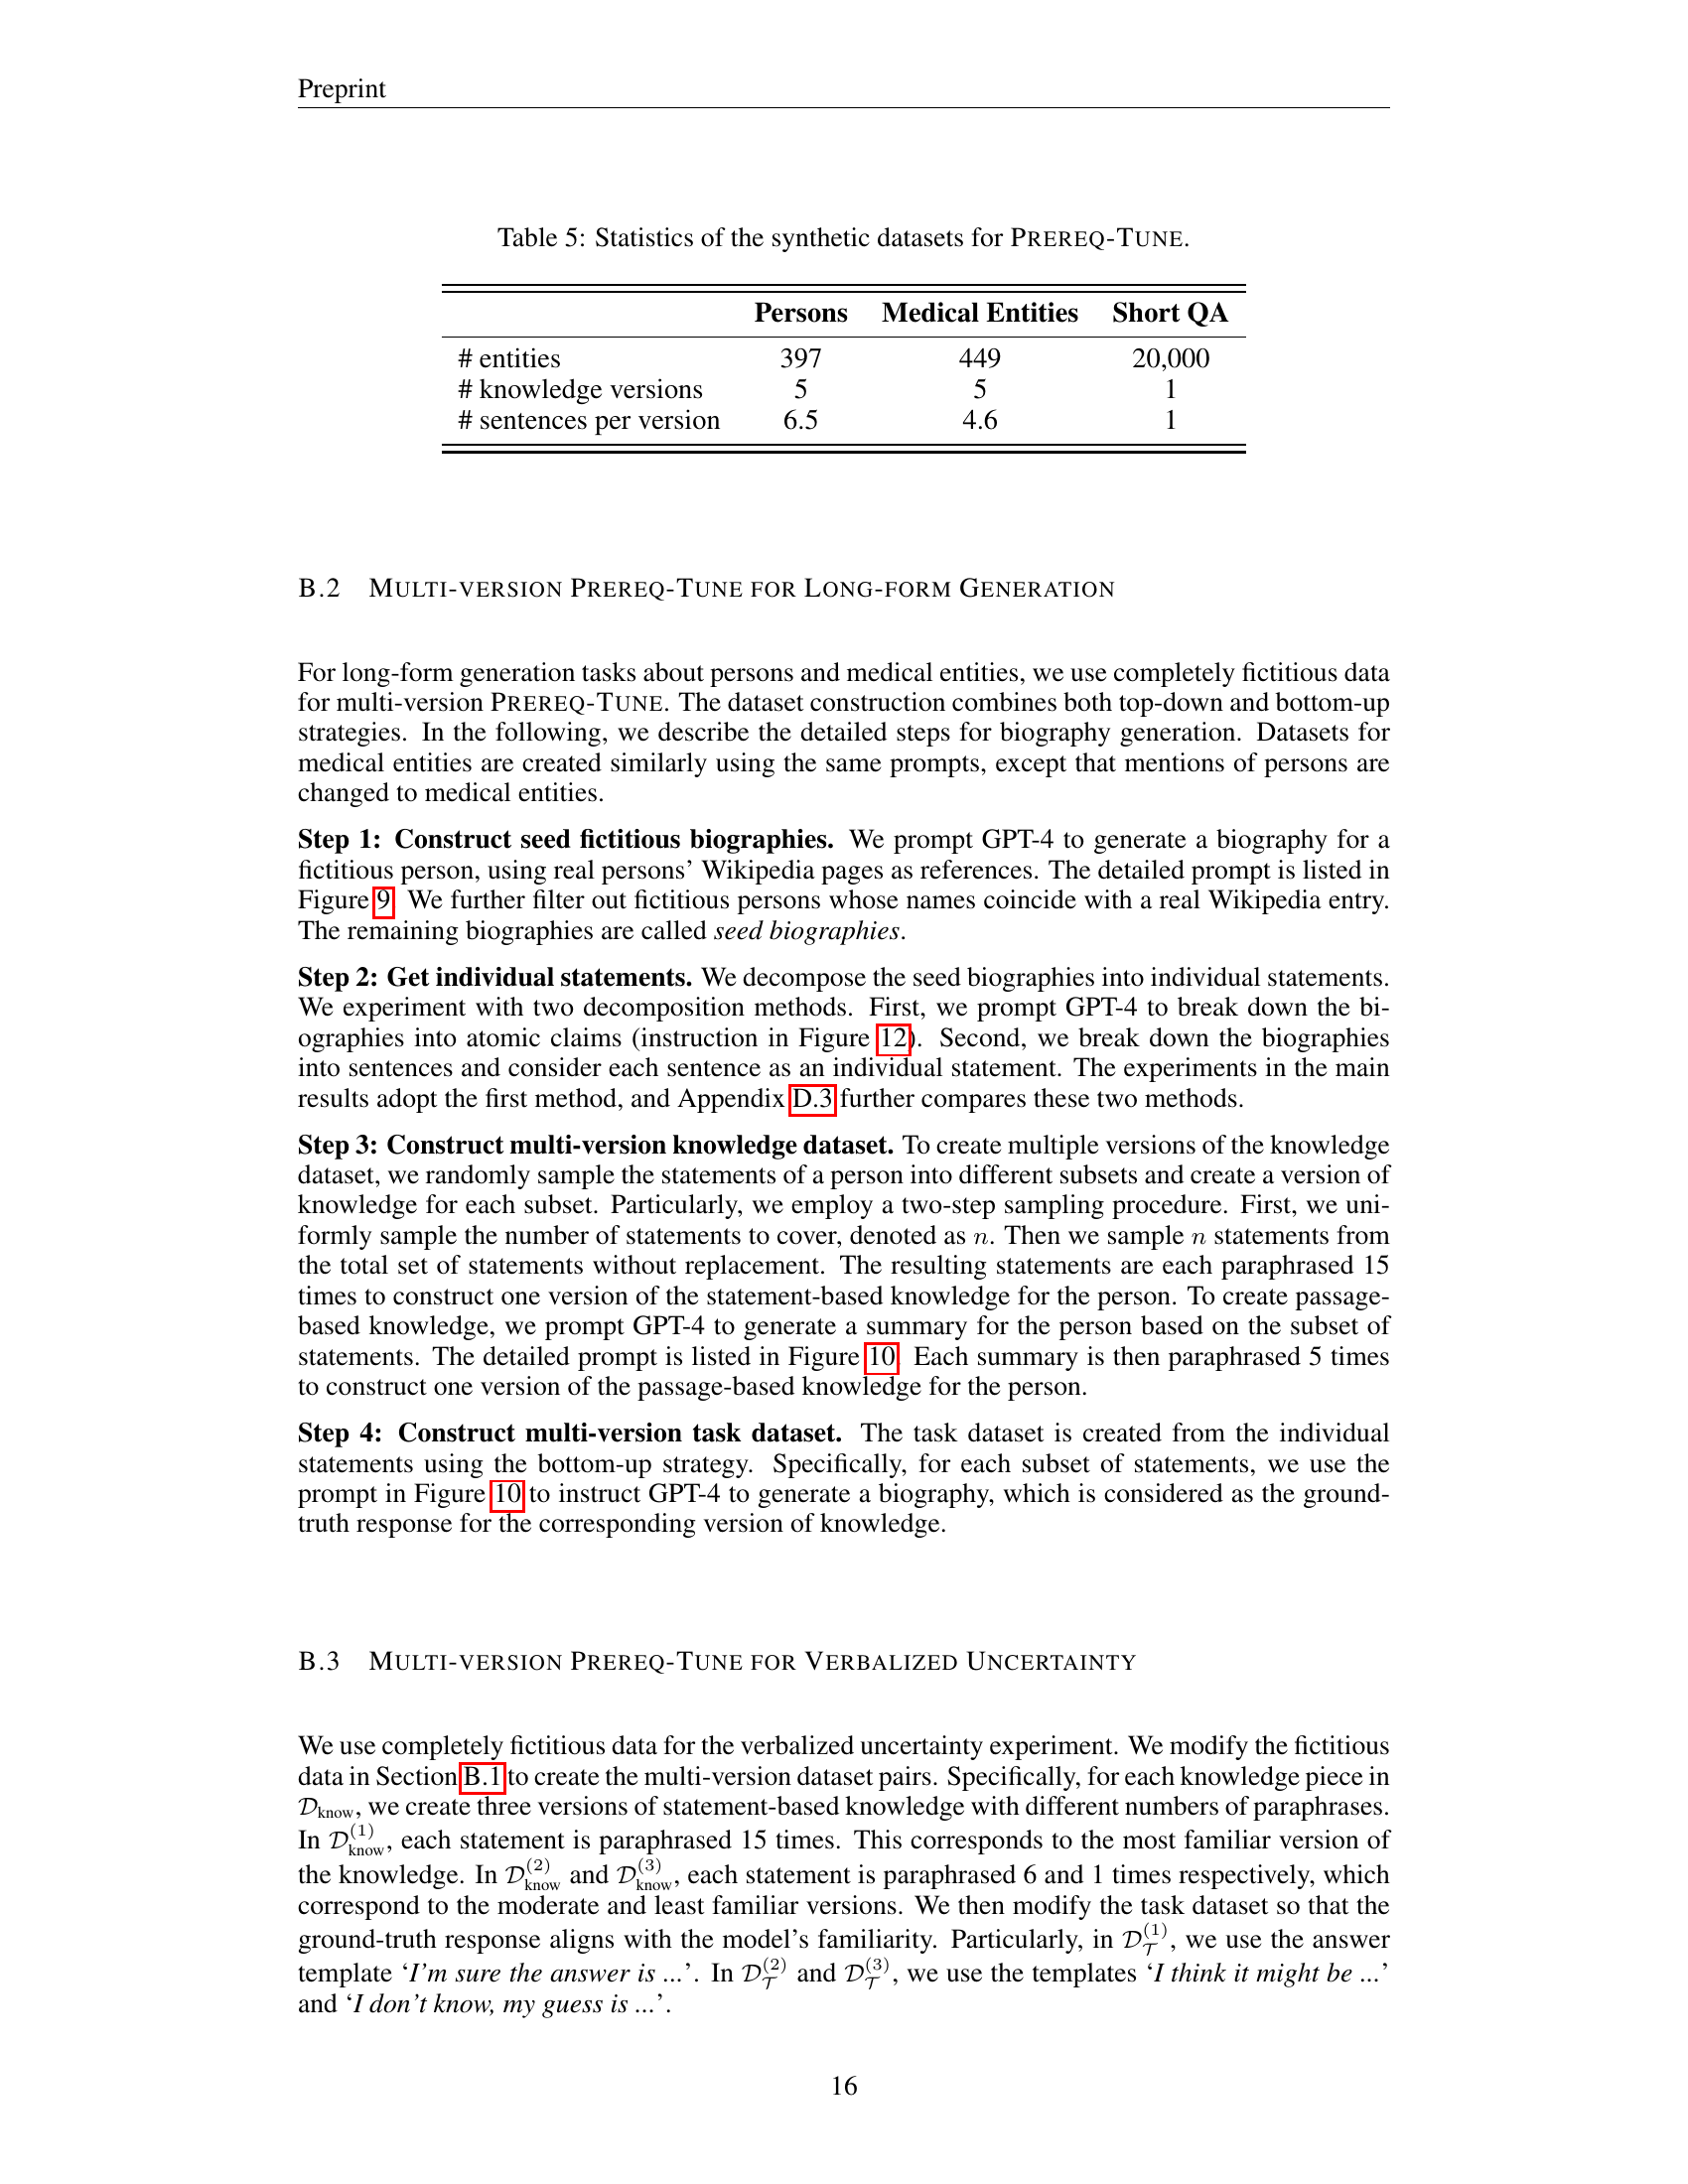 Preprint
Table 5: Statistics of the synthetic datasets for PREREQ-TUNE.
Persons Medical Entities Short QA
# entities 397 449 20,000
# knowledge versions 5 5 1
# sentences per version 6.5 4.6 1
B.2 MULTI-VERSION PREREQ-TUNE FOR LONG-FORM GENERATION
For long-form generation tasks about persons and medical entities, we use completely fictitious data
for multi-version PREREQ-TUNE. The dataset construction combines both top-down and bottom-up
strategies. In the following, we describe the detailed steps for biography generation. Datasets for
medical entities are created similarly using the same prompts, except that mentions of persons are
changed to medical entities.
Step 1: Construct seed fictitious biographies. We prompt GPT-4 to generate a biography for a
fictitious person, using real persons' Wikipedia pages as references. The detailed prompt is listed in
Figure 9. We further filter out fictitious persons whose names coincide with a real Wikipedia entry.
The remaining biographies are called seed biographies.
Step 2: Get individual statements. We decompose the seed biographies into individual statements.
We experiment with two decomposition methods. First, we prompt GPT-4 to break down the bi-
ographies into atomic claims (instruction in Figure 12). Second, we break down the biographies
into sentences and consider each sentence as an individual statement. The experiments in the main
results adopt the first method, and Appendix D.3 further compares these two methods.
Step 3: Construct multi-version knowledge dataset. To create multiple versions of the knowledge
dataset, we randomly sample the statements of a person into different subsets and create a version of
knowledge for each subset. Particularly, we employ a two-step sampling procedure. First, we uni-
formly sample the number of statements to cover, denoted as n. Then we sample n statements from
the total set of statements without replacement. The resulting statements are each paraphrased 15
times to construct one version of the statement-based knowledge for the person. To create passage-
based knowledge, we prompt GPT-4 to generate a summary for the person based on the subset of
statements. The detailed prompt is listed in Figure 10. Each summary is then paraphrased 5 times
to construct one version of the passage-based knowledge for the person.
Step 4: Construct multi-version task dataset. The task dataset is created from the individual
statements using the bottom-up strategy. Specifically, for each subset of statements, we use the
prompt in Figure 10 to instruct GPT-4 to generate a biography, which is considered as the ground-
truth response for the corresponding version of knowledge.
B.3 MULTI-VERSION PREREQ-TUNE FOR VERBALIZED UNCERTAINTY
We use completely fictitious data for the verbalized uncertainty experiment. We modify the fictitious
data in Section B.1 to create the multi-version dataset pairs. Specifically, for each knowledge piece in
𝒟know, we create three versions of statement-based knowledge with different numbers of paraphrases.
In 𝒟know(1), each statement is paraphrased 15 times. This corresponds to the most familiar version of
the knowledge. In 𝒟know(2) and 𝒟know(3), each statement is paraphrased 6 and 1 times respectively, which
correspond to the moderate and least familiar versions. We then modify the task dataset so that the
ground-truth response aligns with the model's familiarity. Particularly, in 𝒟𝒯(1), we use the answer
template ‘I'm sure the answer is ...’. In 𝒟𝒯(2) and 𝒟𝒯(3), we use the templates ‘I think it might be ...’
and ‘I don't know, my guess is ...’.
16